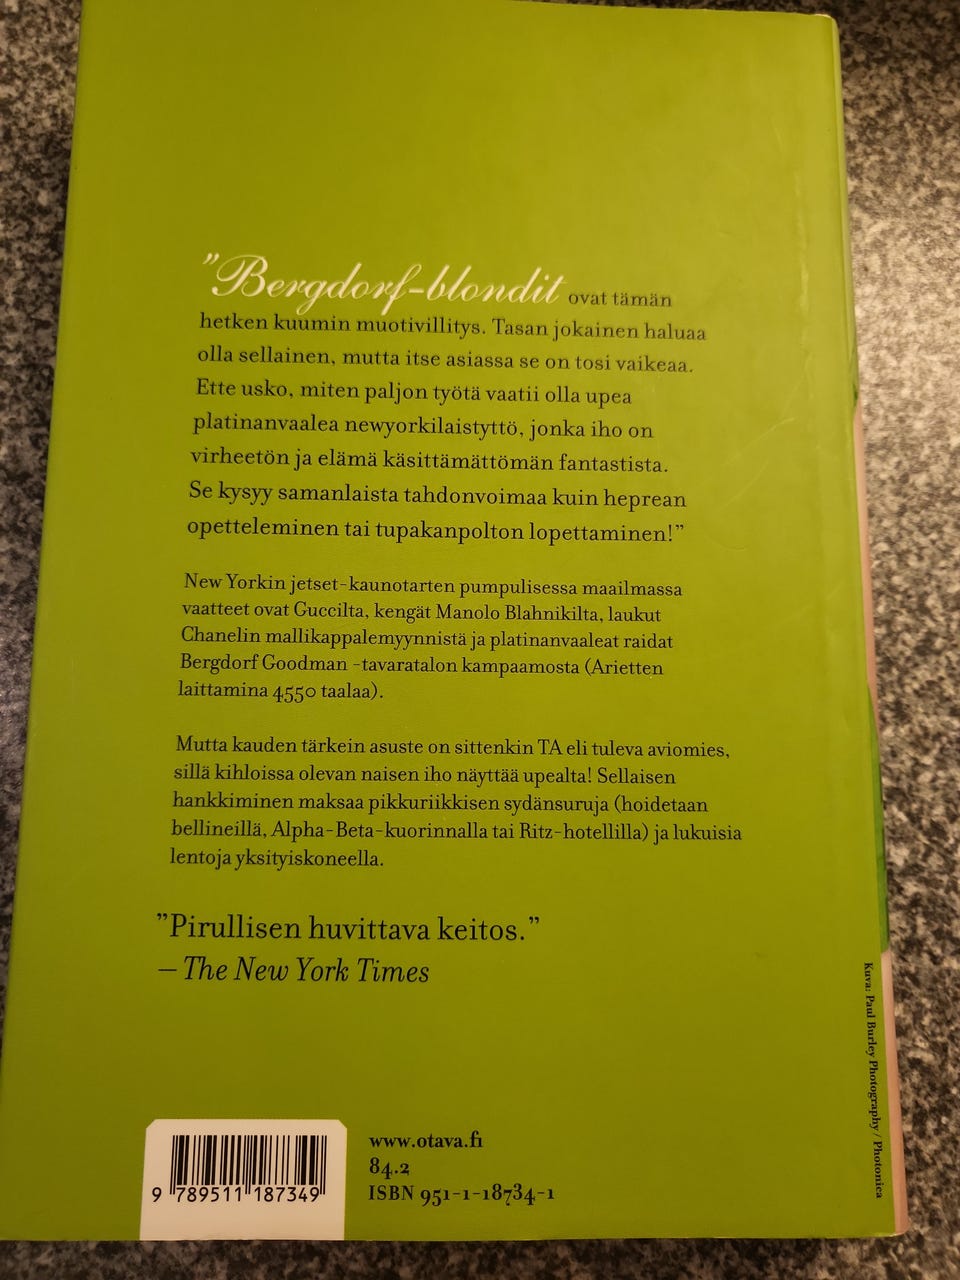 ”Bergdorf-blondit ovat tämän
hetken kuumin muotivillitys. Tasan jokainen haluaa
olla sellainen, mutta itse asiassa se on tosi vaikeaa.
Ette usko, miten paljon työtä vaatii olla upea
platinanvaalea newyorkilaistyttö, jonka iho on
virheetön ja elämä käsittämättömän fantastista.
Se kysyy samanlaista tahdonvoimaa kuin heprean
opetteleminen tai tupakanpolton lopettaminen!”
New Yorkin jetset-kaunotarten pumpulisessa maailmassa
vaatteet ovat Guccilta, kengät Manolo Blahnikilta, laukut
Chanelin mallikappalemyynnistä ja platinanvaaleat raidat
Bergdorf Goodman -tavaratalon kampaamosta (Arietten
laittamina 4550 taalaa).
Mutta kauden tärkein asuste on sittenkin TA eli tuleva aviomies,
sillä kihloissa olevan naisen iho näyttää upealta! Sellaisen
hankkiminen maksaa pikkuriikkisen sydänsuruja (hoidetaan
bellineillä, Alpha-Beta-kuorinnalla tai Ritz-hotellilla) ja lukuisia
lentoja yksityiskoneella.
”Pirullisen huvittava keitos.”
– The New York Times
www.otava.fi
84.2
ISBN 951-1-18734-1
9 789511 187349
Kuva: Paul Burley Photography / Photonica